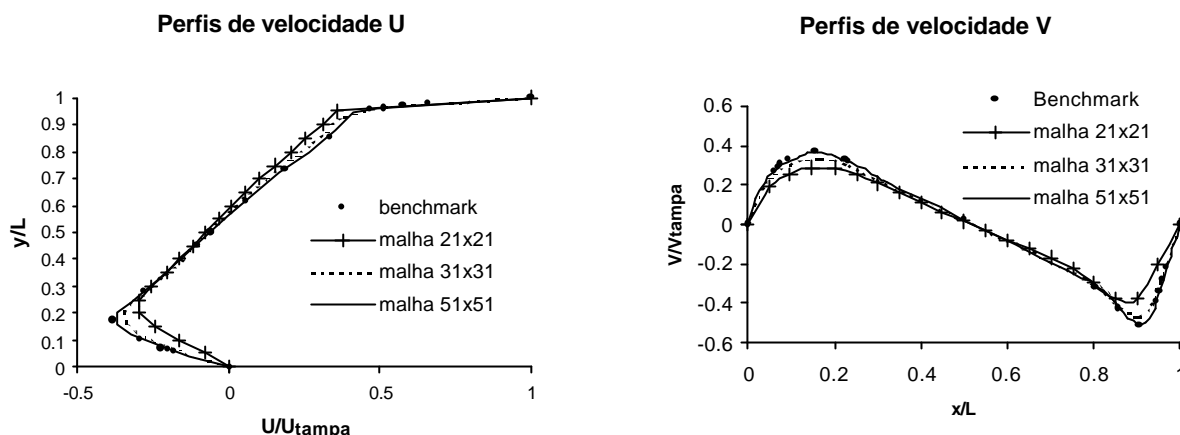 Perfis de velocidade U
1
0.9
0.8
0.7
0.6
0.5
0.4
0.3
0.2
0.1
0
y/L
-0.5
0
0.5
1
U/Utampa
benchmark
malha 21x21
malha 31x31
malha 51x51
Perfis de velocidade V
0.6
0.4
0.2
0
-0.2
-0.4
-0.6
V/Vtampa
0
0.2
0.4
0.6
0.8
1
x/L
Benchmark
malha 21x21
malha 31x31
malha 51x51